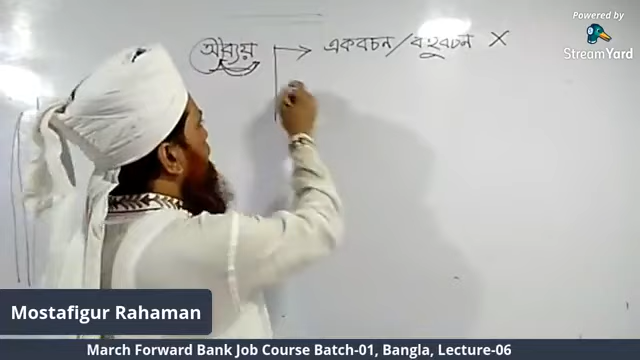 Powered by
StreamYard
অব্যয় → একবচন / বহুবচন ×
Mostafigur Rahaman
March Forward Bank Job Course Batch-01, Bangla, Lecture-06